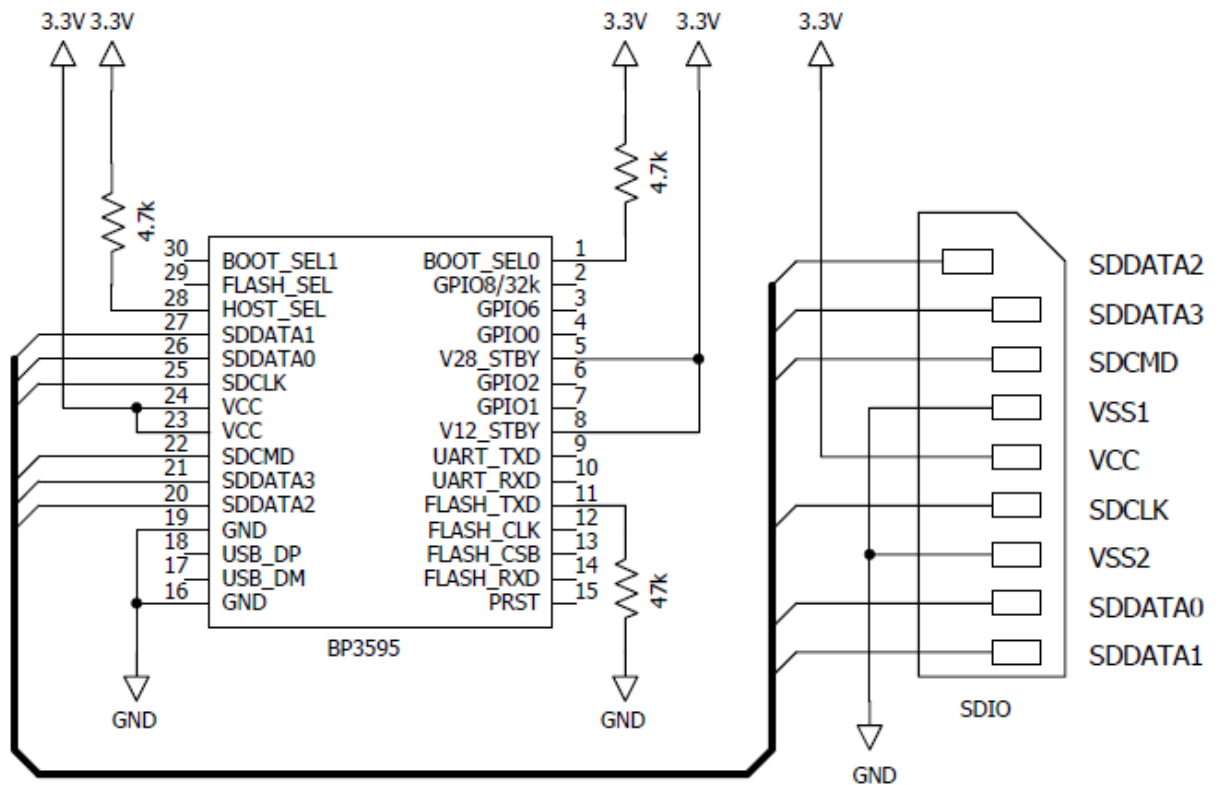 3.3V 3.3V 3.3V 3.3V 3.3V
4.7k
4.7k
30 BOOT_SEL1 BOOT_SEL0 1
29 FLASH_SEL GPIO8/32k 2
28 HOST_SEL GPIO6 3
27 SDDATA1 GPIO0 4
26 SDDATA0 V28_STBY 5
25 SDCLK GPIO2 6
24 VCC GPIO1 7
23 VCC V12_STBY 8
22 SDCMD UART_TXD 9
21 SDDATA3 UART_RXD 10
20 SDDATA2 FLASH_TXD 11
19 GND FLASH_CLK 12
18 USB_DP FLASH_CSB 13
17 USB_DM FLASH_RXD 14
16 GND PRST 15
BP3595
47k
GND
GND
SDDATA2
SDDATA3
SDCMD
VSS1
VCC
SDCLK
VSS2
SDDATA0
SDDATA1
SDIO
GND